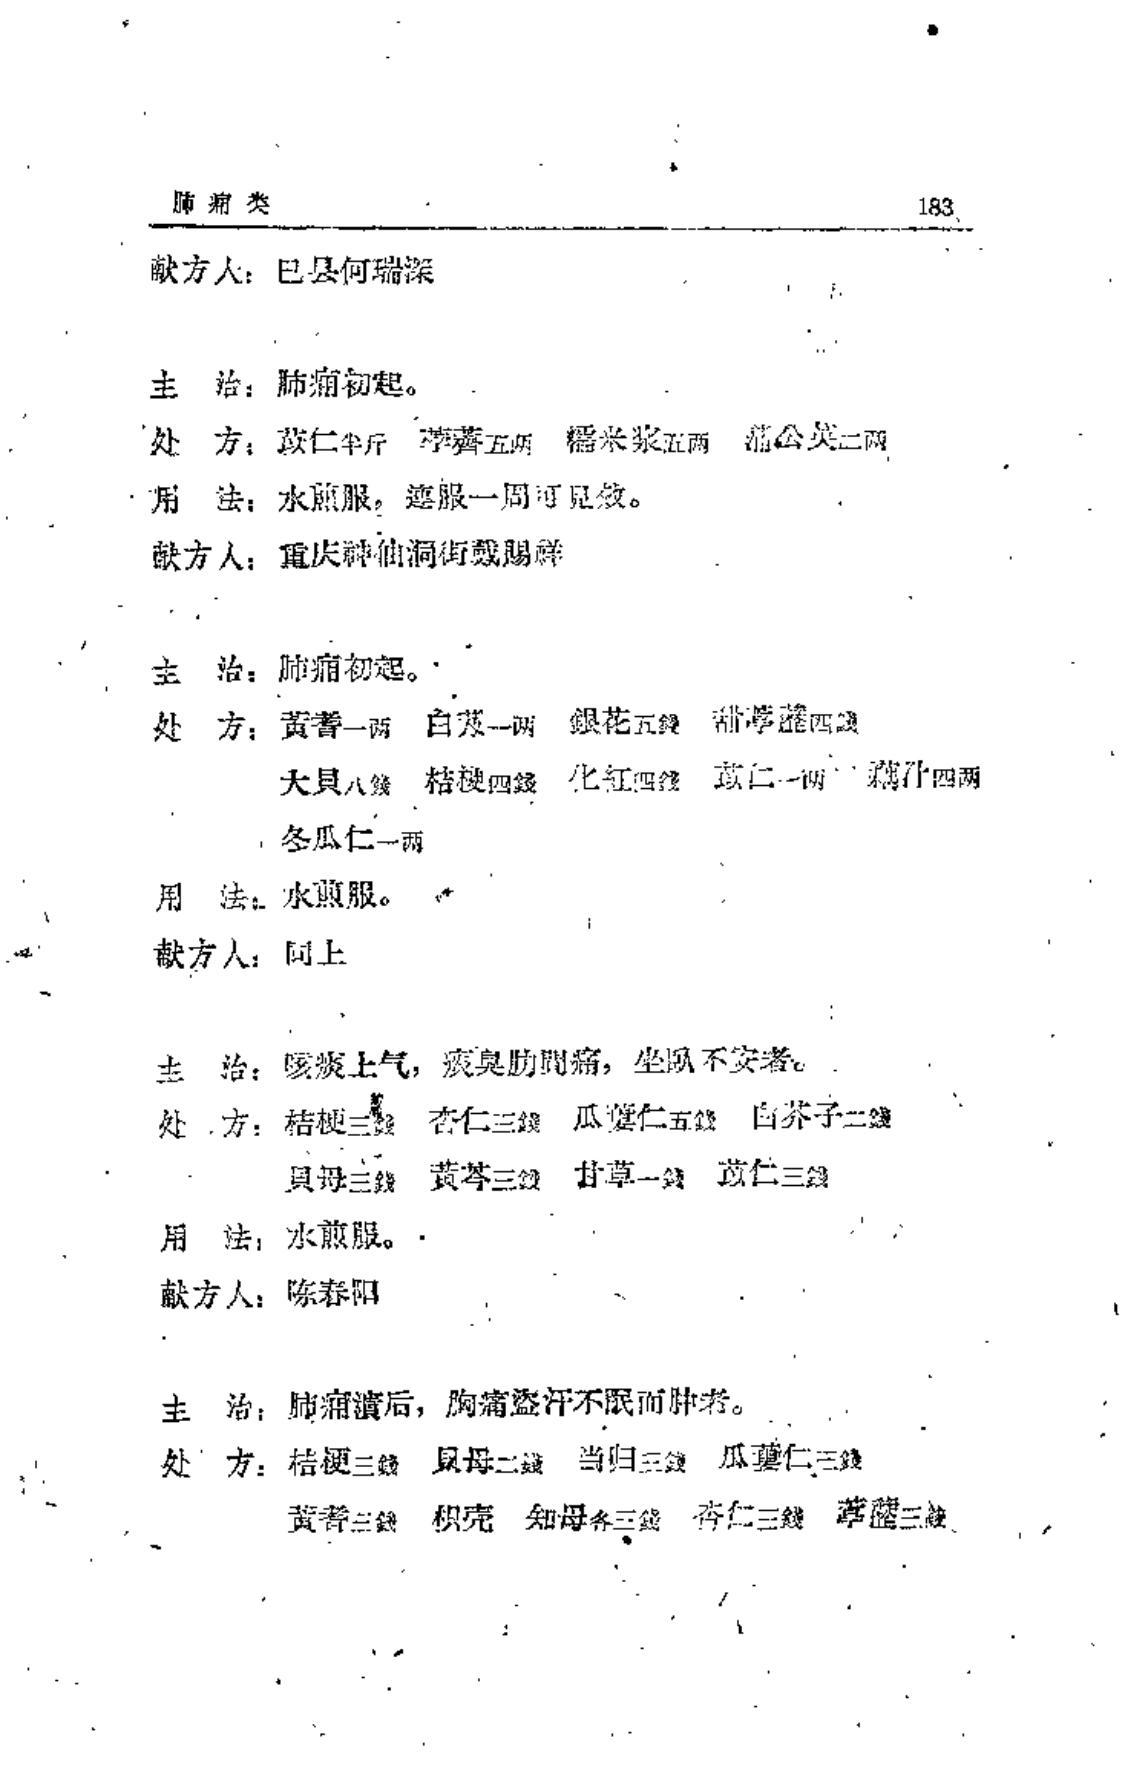 肺痈类 183
献方人：巴县何瑞深
主 治：肺痈初起。
处 方：苡仁半斤 荸薺五两 糯米浆五两 蒲公英二两
用 法：水煎服，連服一周可見效。
献方人：重庆神仙洞街戴賜祥
主 治：肺痈初起。
处 方：黃耆一两 白芨一两 銀花五錢 甜葶藶四錢
大貝八錢 桔梗四錢 化紅四錢 苡仁一两 藕汁四两
冬瓜仁一两
用 法：水煎服。
献方人：同上
主 治：咳痰上气，痰臭肋間痛，坐臥不安者。
处 方：桔梗三錢 杏仁三錢 瓜蔞仁五錢 白芥子二錢
貝母三錢 黃芩三錢 甘草一錢 苡仁三錢
用 法：水煎服。
献方人：陈春阳
主 治：肺痈潰后，胸痛盜汗不眠而肿者。
处 方：桔梗三錢 貝母二錢 当归三錢 瓜蔞仁三錢
黃耆三錢 枳壳 知母各三錢 杏仁三錢 葶藶三錢